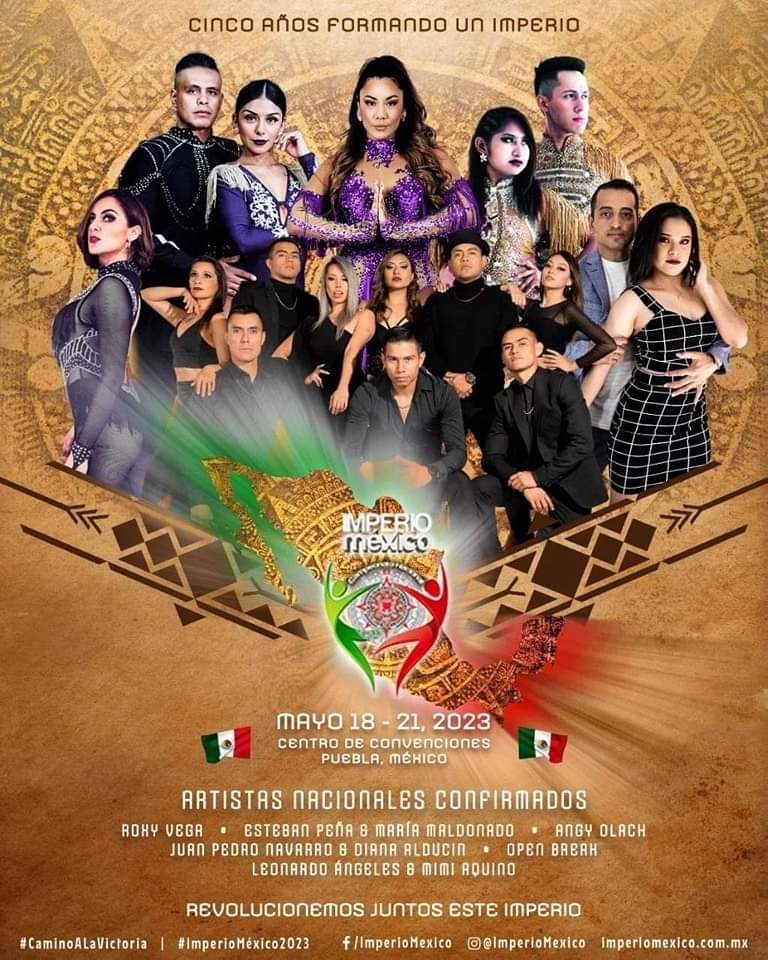 CINCO AÑOS FORMANDO UN IMPERIO
IMPERIO
méxico
MAYO 18 - 21, 2023
CENTRO DE CONVENCIONES
PUEBLA, MÉXICO
ARTISTAS NACIONALES CONFIRMADOS
ROXY VEGA • ESTEBAN PEÑA & MARÍA MALDONADO • ANGY OLACH
JUAN PEDRO NAVARRO & DIANA ALDUCIN • OPEN BREAK
LEONARDO ÁNGELES & MIMI AQUINO
REVOLUCIONEMOS JUNTOS ESTE IMPERIO
#CaminoALaVictoria | #ImperioMéxico2023 f/ImperioMexico @ImperioMexico imperiomexico.com.mx